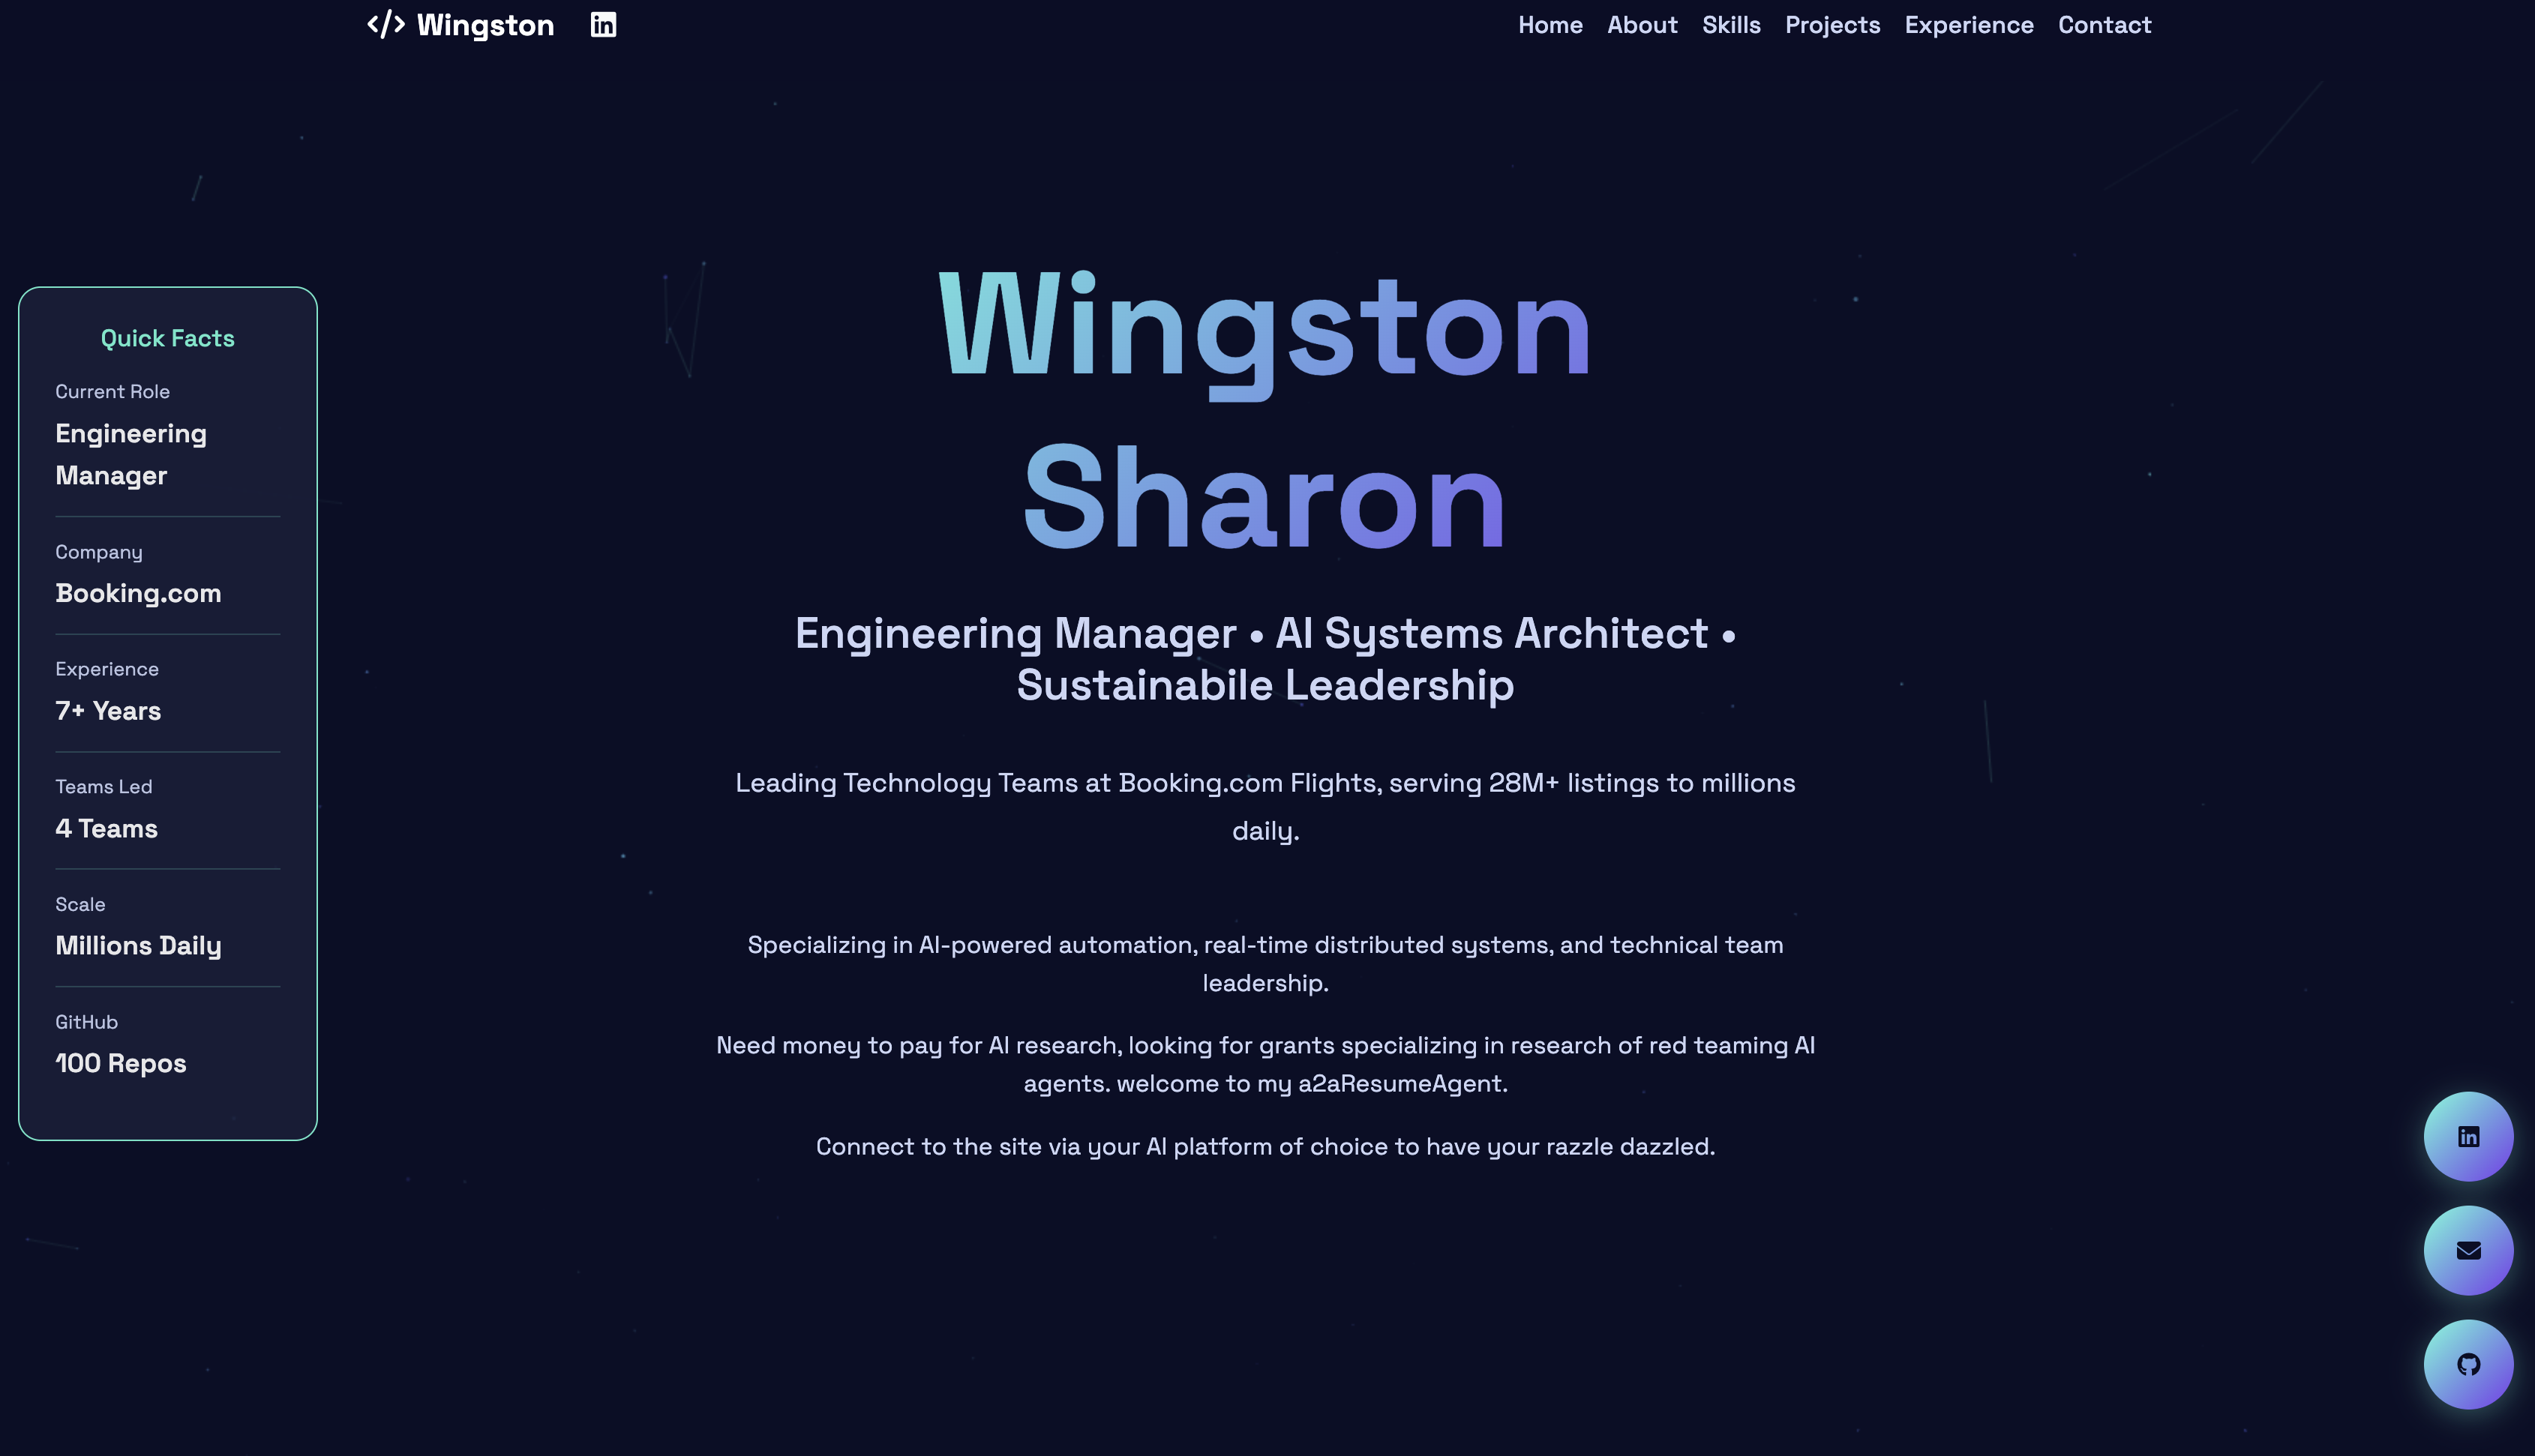 </> Wingston
in
Home About Skills Projects Experience Contact
Quick Facts
Current Role
Engineering
Manager
Company
Booking.com
Experience
7+ Years
Teams Led
4 Teams
Scale
Millions Daily
GitHub
100 Repos
Wingston
Sharon
Engineering Manager • AI Systems Architect •
Sustainabile Leadership
Leading Technology Teams at Booking.com Flights, serving 28M+ listings to millions
daily.
Specializing in AI-powered automation, real-time distributed systems, and technical team
leadership.
Need money to pay for AI research, looking for grants specializing in research of red teaming AI
agents. welcome to my a2aResumeAgent.
Connect to the site via your AI platform of choice to have your razzle dazzled.
in